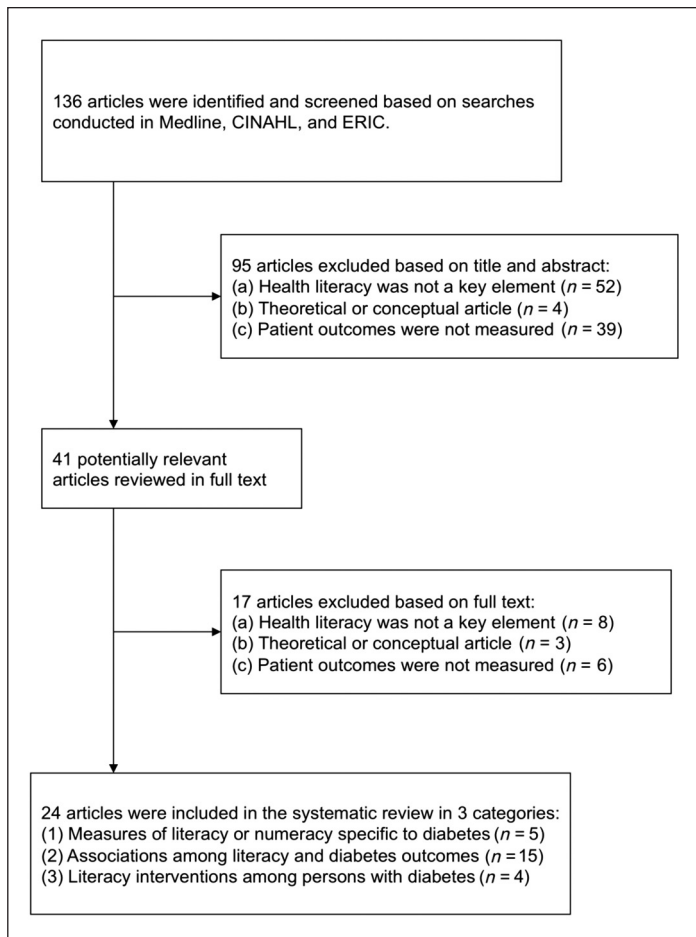 136 articles were identified and screened based on searches
conducted in Medline, CINAHL, and ERIC.
95 articles excluded based on title and abstract:
(a) Health literacy was not a key element (n = 52)
(b) Theoretical or conceptual article (n = 4)
(c) Patient outcomes were not measured (n = 39)
41 potentially relevant
articles reviewed in full text
17 articles excluded based on full text:
(a) Health literacy was not a key element (n = 8)
(b) Theoretical or conceptual article (n = 3)
(c) Patient outcomes were not measured (n = 6)
24 articles were included in the systematic review in 3 categories:
(1) Measures of literacy or numeracy specific to diabetes (n = 5)
(2) Associations among literacy and diabetes outcomes (n = 15)
(3) Literacy interventions among persons with diabetes (n = 4)